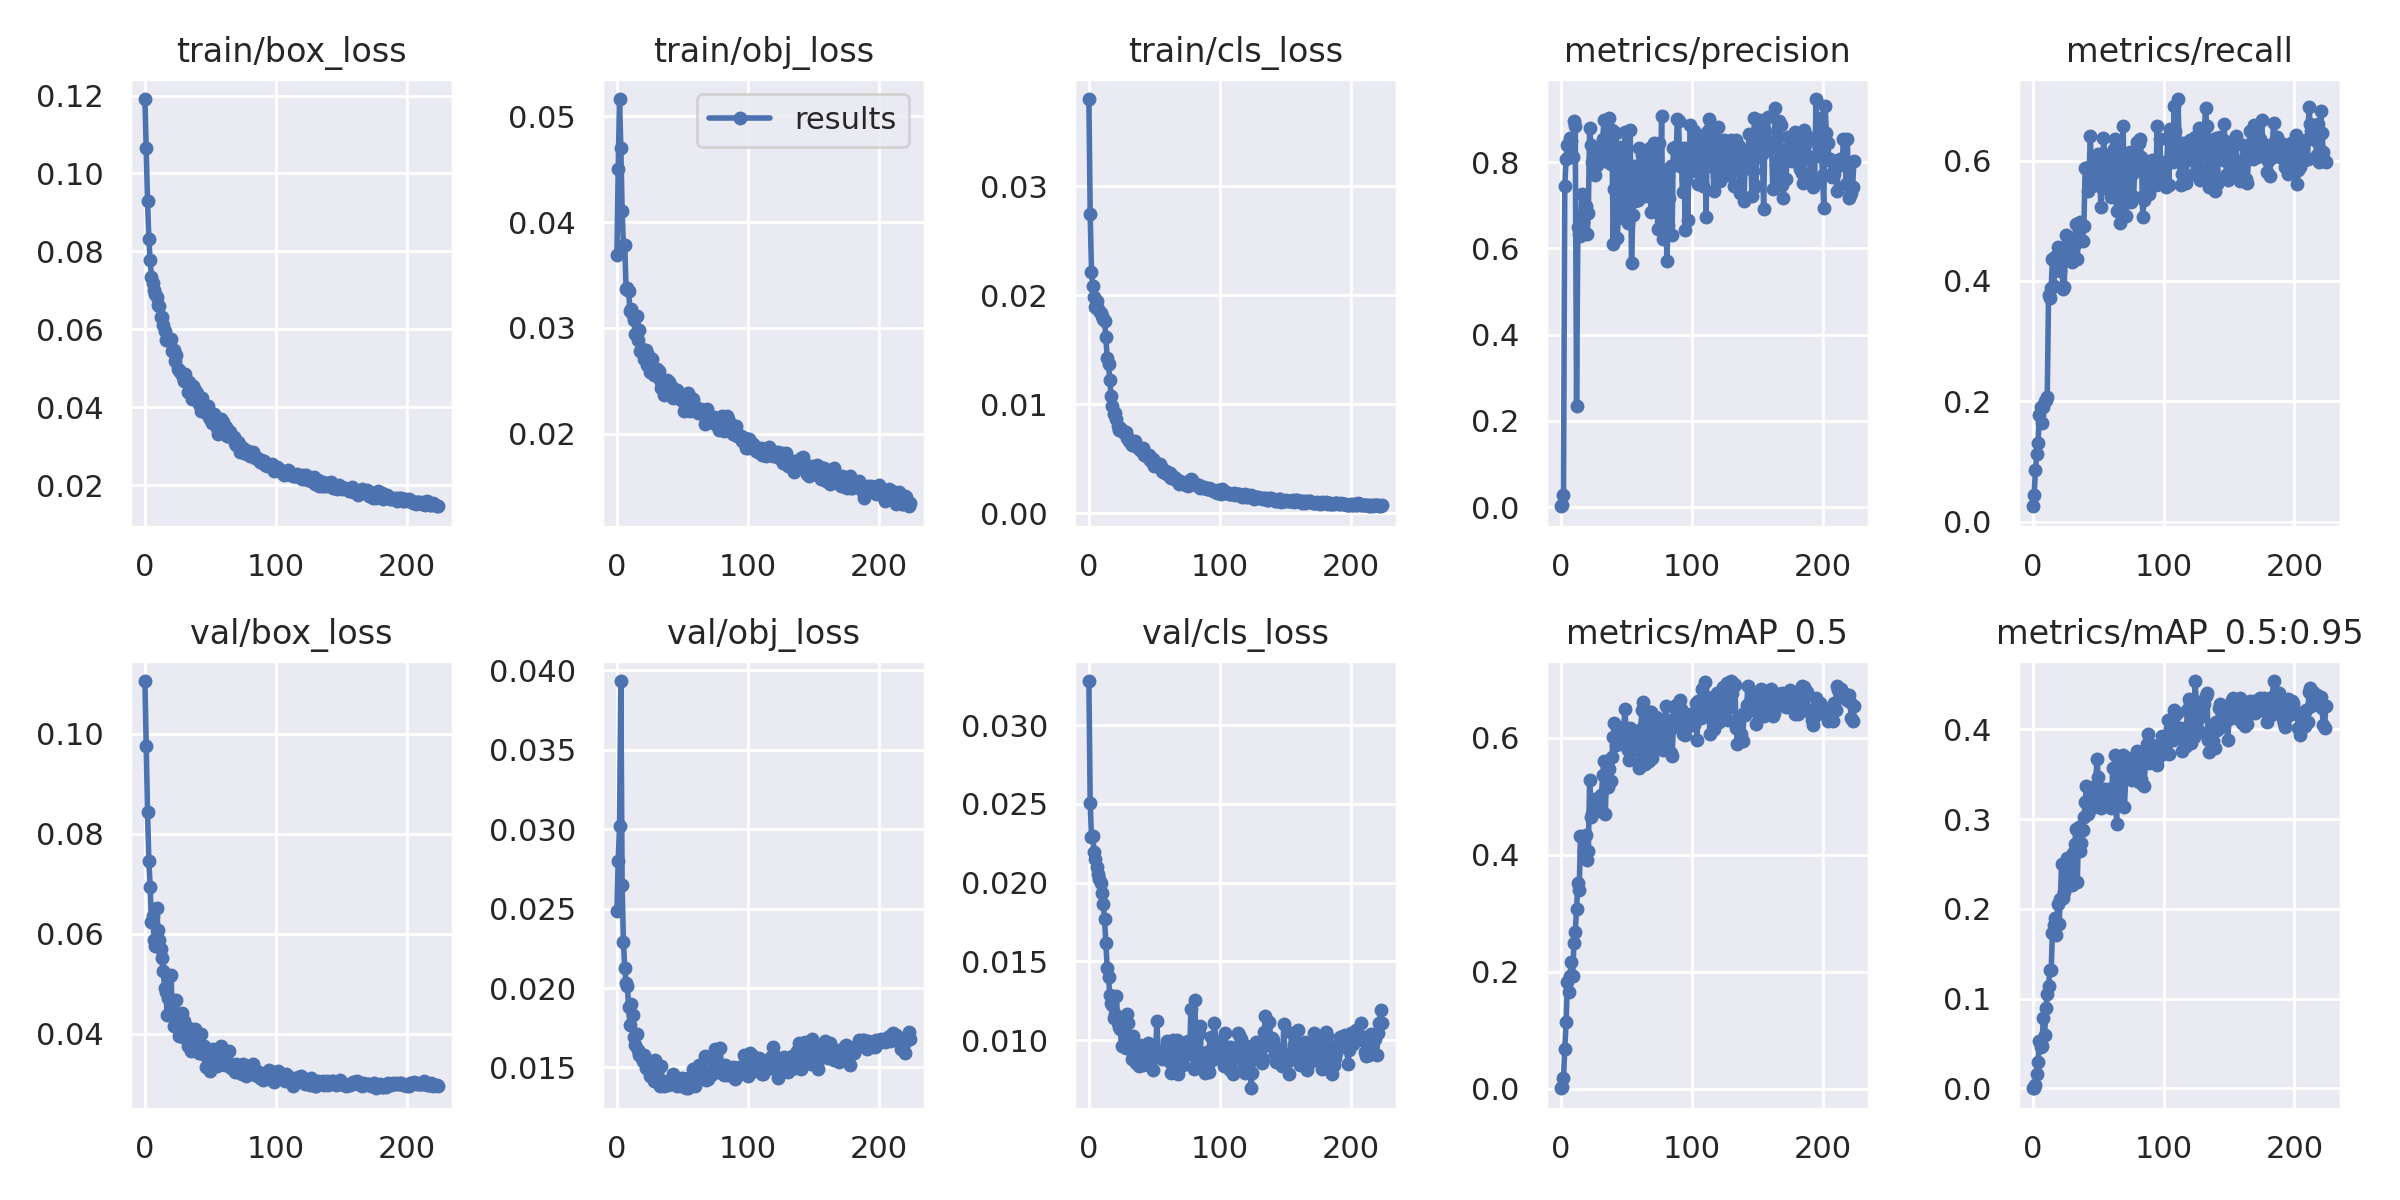 train/box_loss
0.12
0.10
0.08
0.06
0.04
0.02
0 100 200
train/obj_loss
results
0.05
0.04
0.03
0.02
0 100 200
train/cls_loss
0.03
0.02
0.01
0.00
0 100 200
metrics/precision
0.8
0.6
0.4
0.2
0.0
0 100 200
metrics/recall
0.6
0.4
0.2
0.0
0 100 200
val/box_loss
0.10
0.08
0.06
0.04
0 100 200
val/obj_loss
0.040
0.035
0.030
0.025
0.020
0.015
0 100 200
val/cls_loss
0.030
0.025
0.020
0.015
0.010
0 100 200
metrics/mAP_0.5
0.6
0.4
0.2
0.0
0 100 200
metrics/mAP_0.5:0.95
0.4
0.3
0.2
0.1
0.0
0 100 200